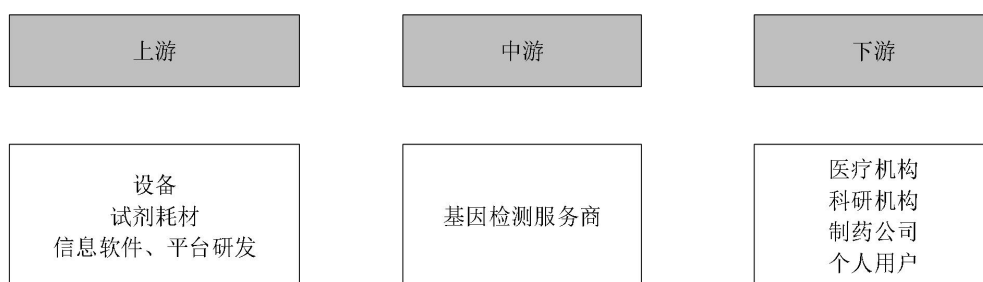 上游
中游
下游
设备
试剂耗材
信息软件、平台研发
基因检测服务商
医疗机构
科研机构
制药公司
个人用户